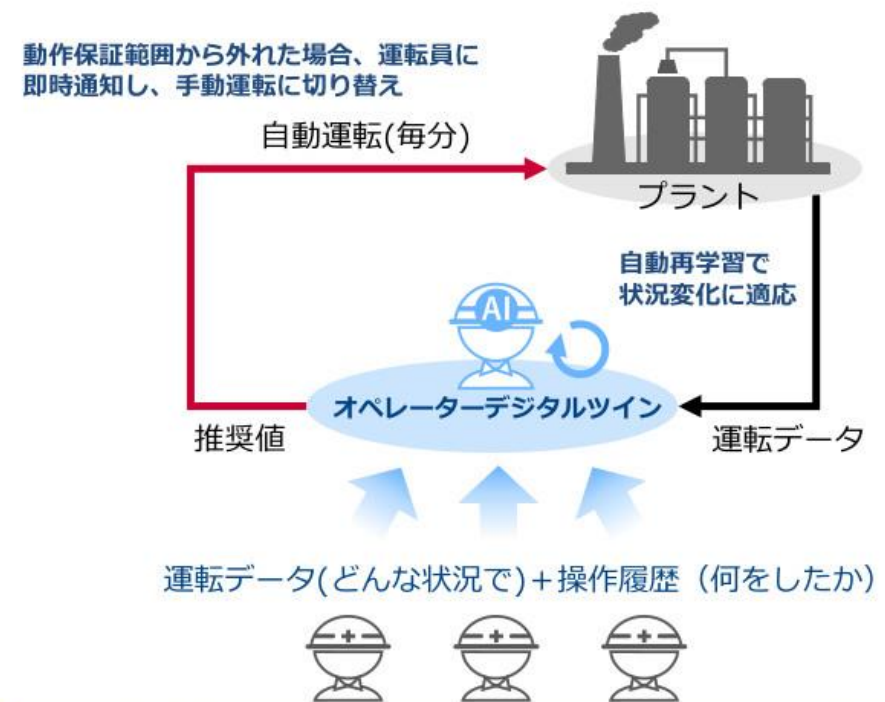 動作保証範囲から外れた場合、運転員に
即時通知し、手動運転に切り替え
自動運転(毎分)
プラント
自動再学習で
状況変化に適応
AI
オペレーターデジタルツイン
推奨値
運転データ
運転データ(どんな状況で)＋操作履歴（何をしたか）